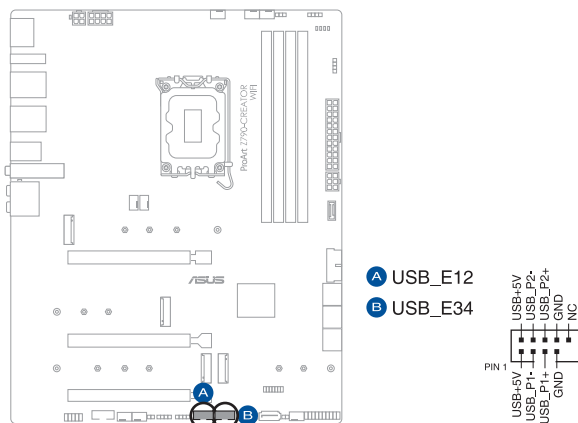 ProArt Z790-CREATOR
WIFI
ASUS
A USB_E12
B USB_E34
A
B
USB+5V
USB_P2-
USB_P2+
GND
NC
PIN 1
USB+5V
USB_P1-
USB_P1+
GND